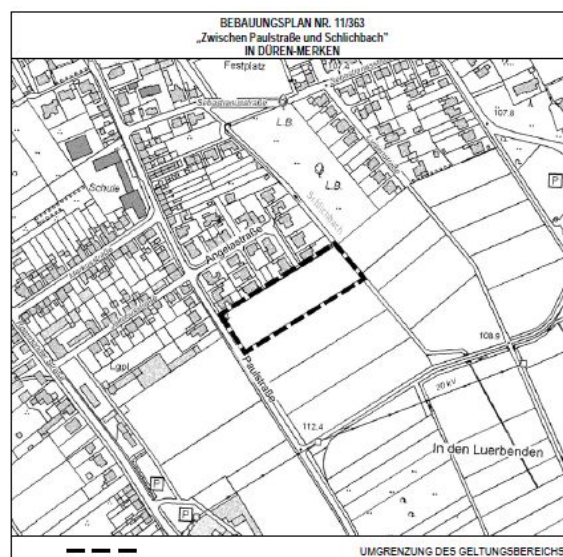 BEBAUUNGSPLAN NR. 11/363
„Zwischen Paulstraße und Schlichbach"
IN DÜREN-MERKEN
Festplatz
L.B.
107.8
Schule
L.B.
Schlichbach
P
Angelastraße
Lgpl.
Paulstraße
108.9
20 kV
112.4
In den Luerbenden
P
P
UMGRENZUNG DES GELTUNGSBEREICHS